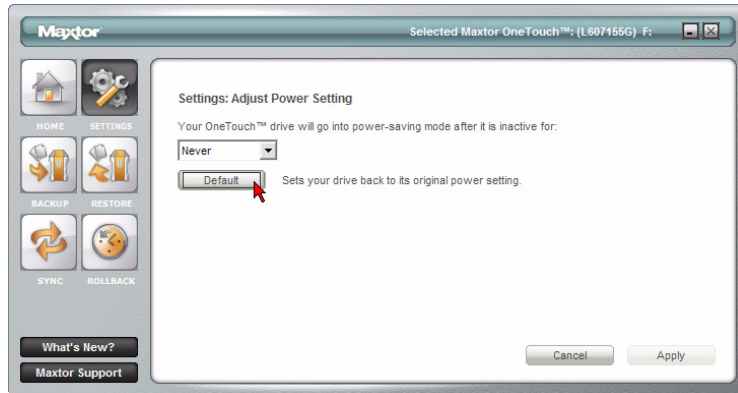 Maxtor
Selected Maxtor OneTouch™: (L607155G) F:
HOME SETTINGS
BACKUP RESTORE
SYNC ROLLBACK
What's New?
Maxtor Support
Settings: Adjust Power Setting
Your OneTouch™ drive will go into power-saving mode after it is inactive for:
Never
Default Sets your drive back to its original power setting.
Cancel Apply